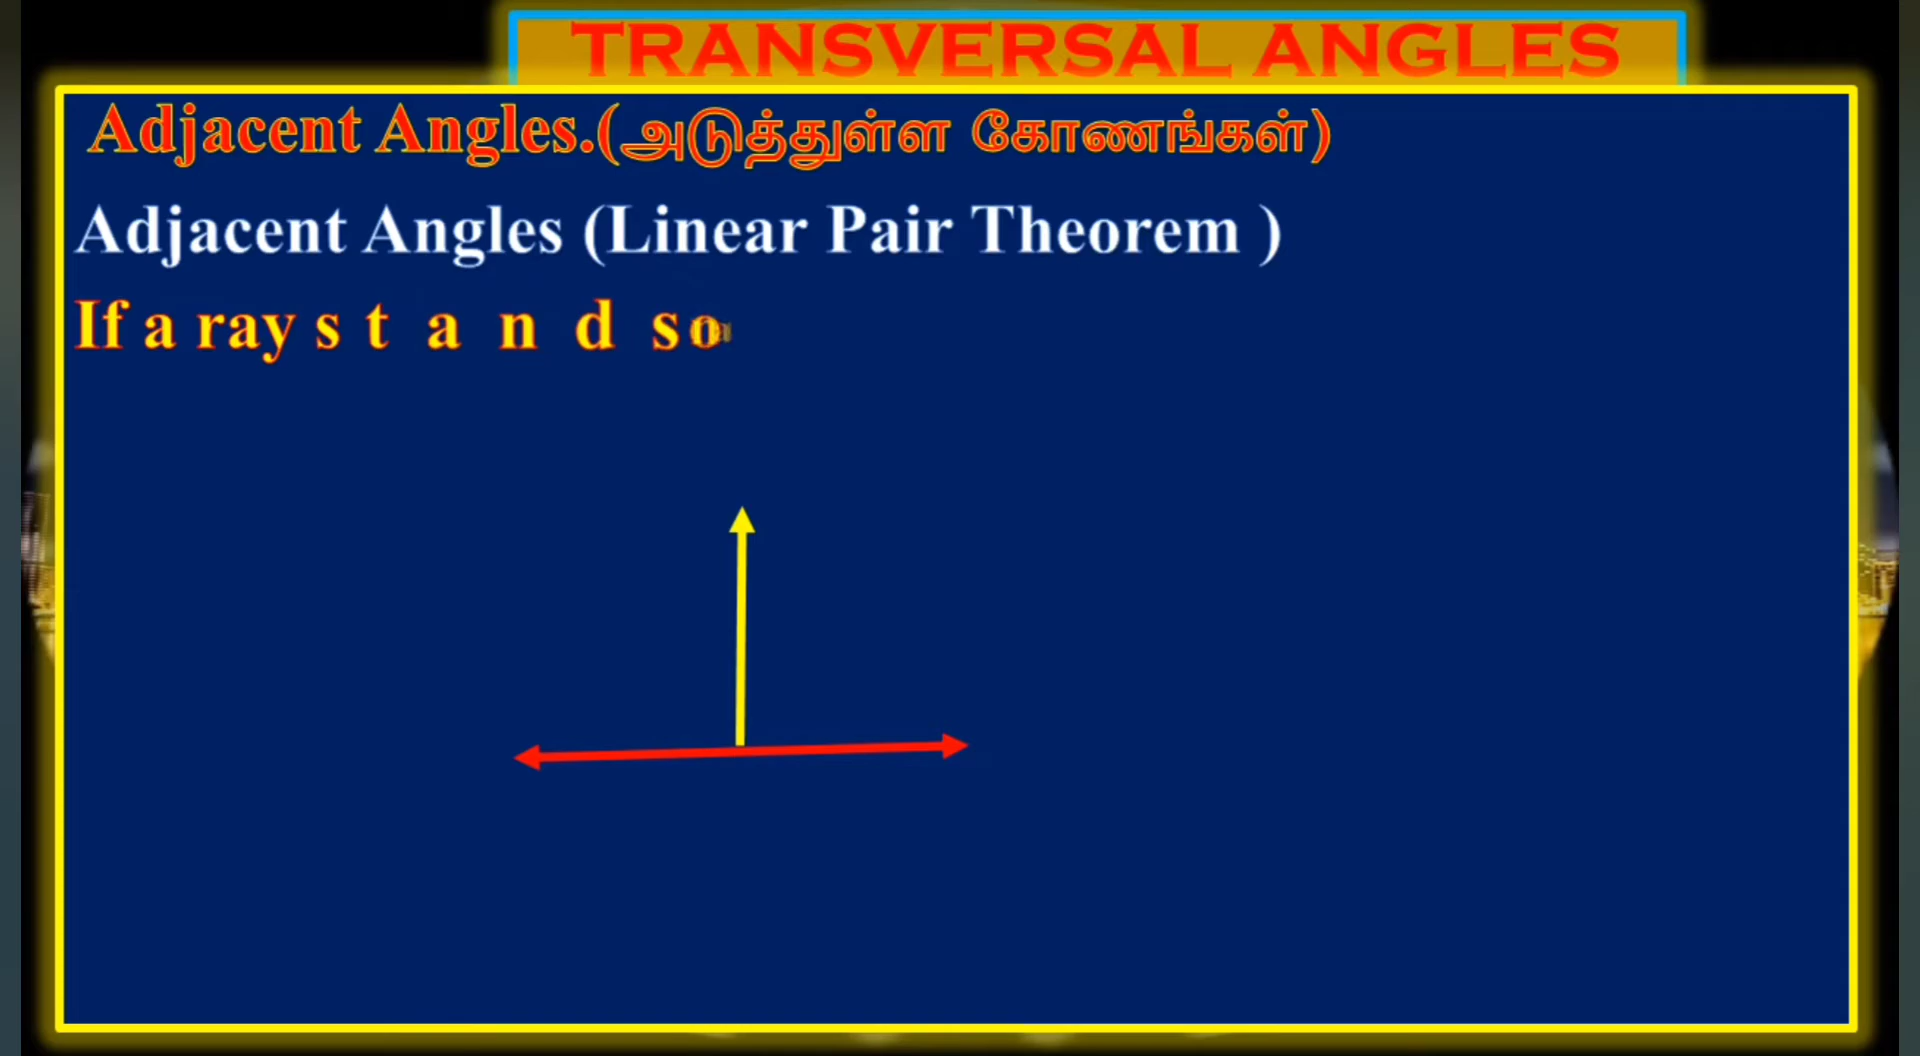 TRANSVERSAL ANGLES
Adjacent Angles.(அடுத்துள்ள கோணங்கள்)
Adjacent Angles (Linear Pair Theorem )
If a ray s t a n d s